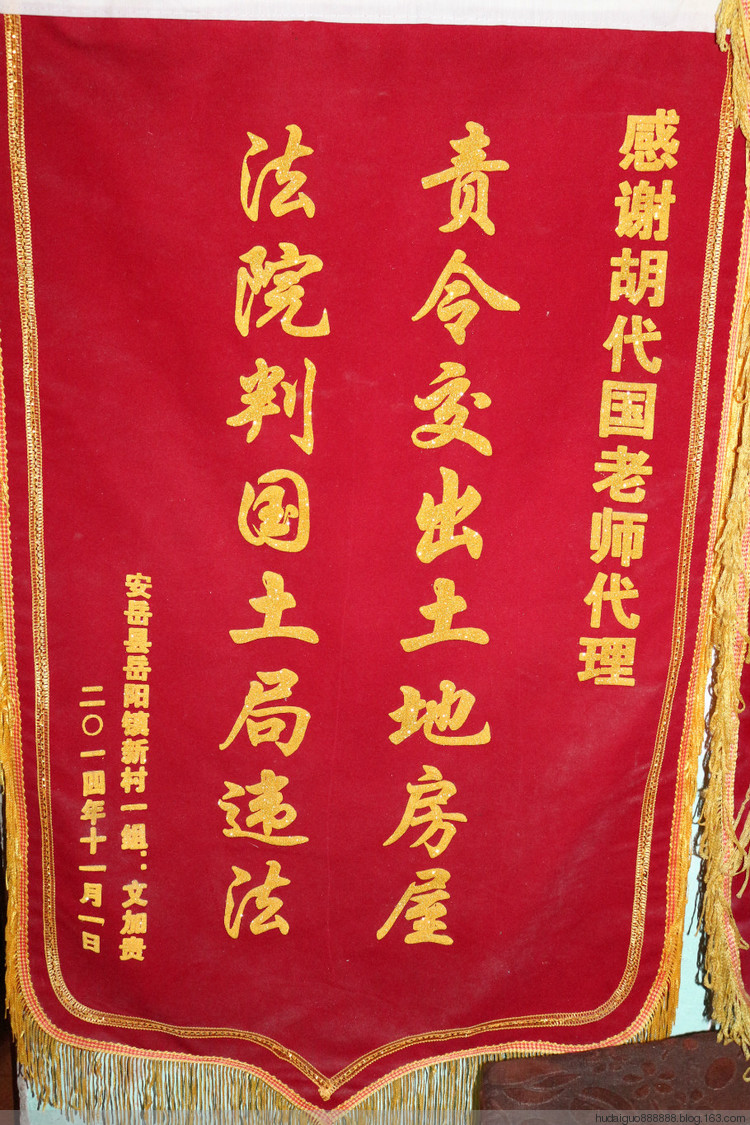 感谢胡代国老师代理
责令交出土地房屋
法院判国土局违法
安岳县岳阳镇新村一组：文加贵
二〇一四年十一月一日
hudaiguo888888.blog.163.com